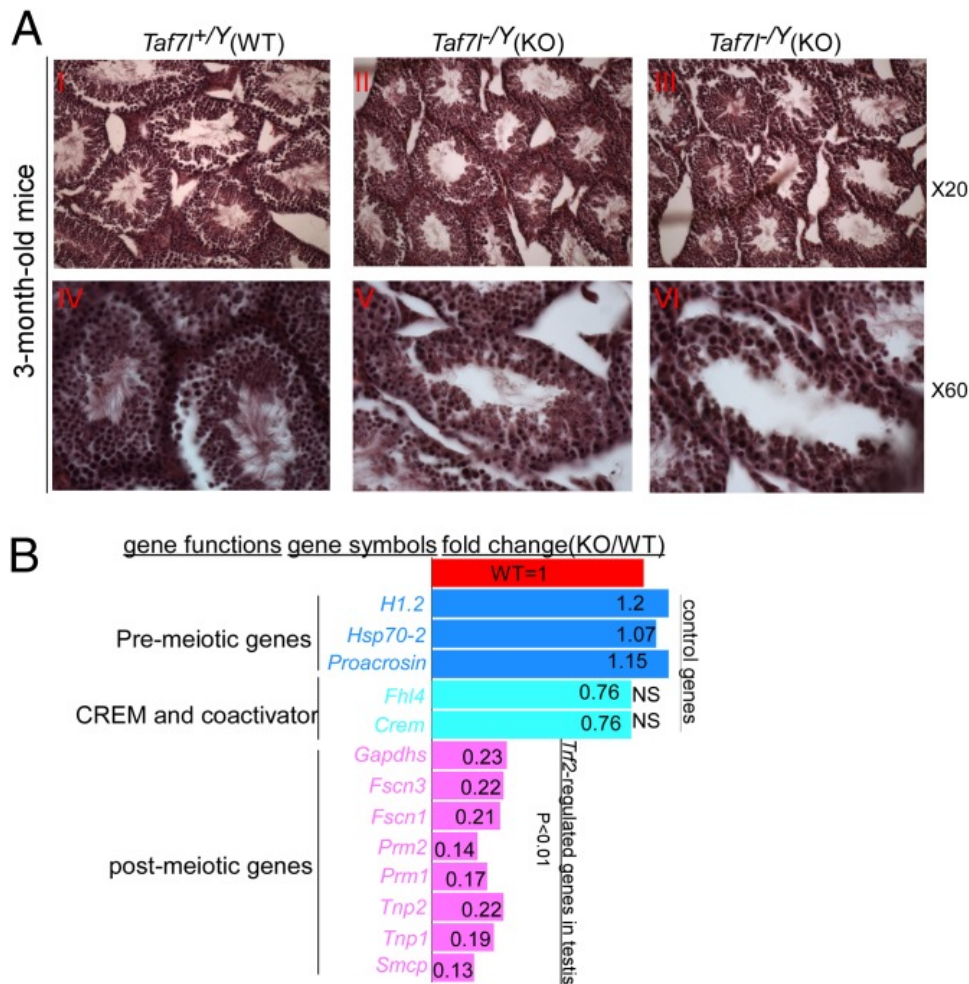 A
Taf7l+/Y(WT) Taf7l-/Y(KO) Taf7l-/Y(KO)
3-month-old mice
I II III
X20
IV V VI
X60
B
gene functions gene symbols fold change(KO/WT)
WT=1
Pre-meiotic genes
H1.2 1.2
Hsp70-2 1.07
Proacrosin 1.15
control genes
CREM and coactivator
Fhl4 0.76 NS
Crem 0.76 NS
post-meiotic genes
Gapdhs 0.23
Fscn3 0.22
Fscn1 0.21
Prm2 0.14
Prm1 0.17
Tnp2 0.22
Tnp1 0.19
Smcp 0.13
P<0.01
Trf2-regulated genes in testis